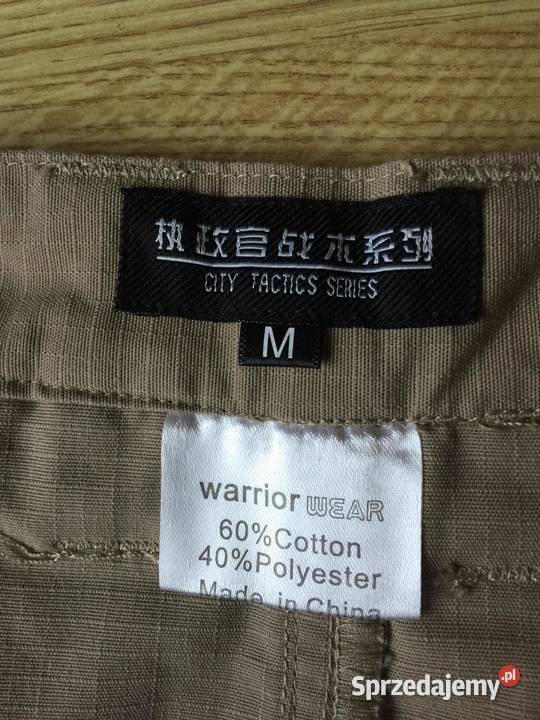 执政官战术系列
CITY TACTICS SERIES
M
warrior WEAR
60%Cotton
40%Polyester
Made in China
Sprzedajemy.pl